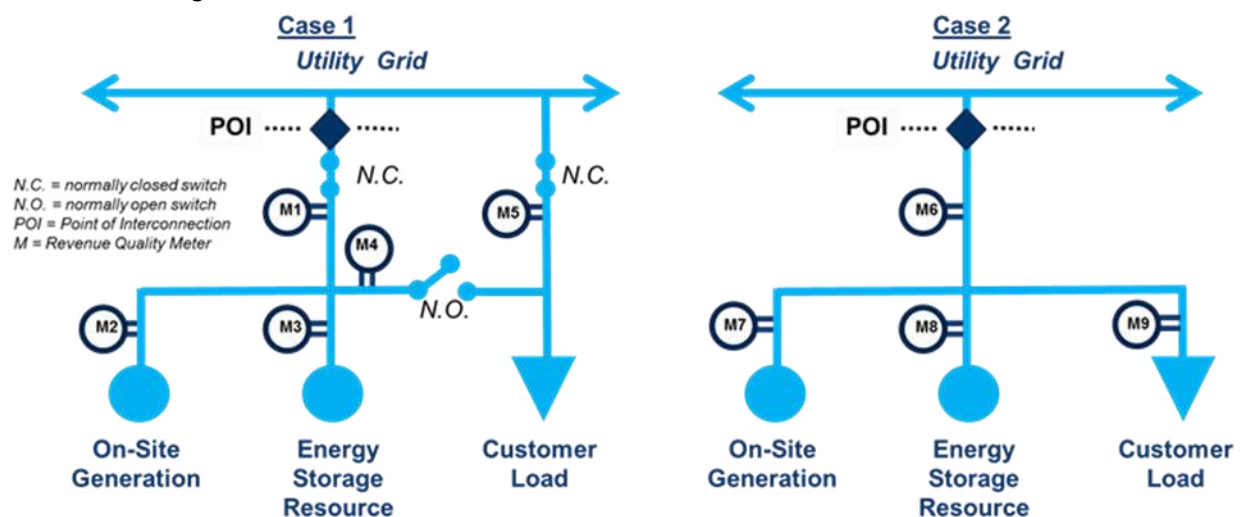 Case 1
Utility Grid
POI
N.C.
N.C.
N.C. = normally closed switch
N.O. = normally open switch
POI = Point of Interconnection
M = Revenue Quality Meter
M1
M5
M4
N.O.
M2
M3
On-Site
Generation
Energy
Storage
Resource
Customer
Load
Case 2
Utility Grid
POI
M6
M7
M8
M9
On-Site
Generation
Energy
Storage
Resource
Customer
Load